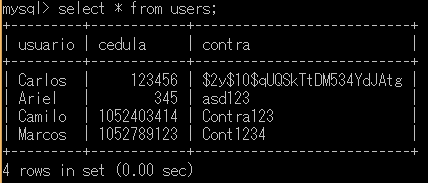 mysql> select * from users;
+---------+------------+--------------------------+
| usuario | cedula | contra |
+---------+------------+--------------------------+
| Carlos | 123456 | $2y$10$qUQSkTtDM534YdJAtg |
| Ariel | 345 | asd123 |
| Camilo | 1052403414 | Contra123 |
| Marcos | 1052789123 | Cont1234 |
+---------+------------+--------------------------+
4 rows in set (0.00 sec)